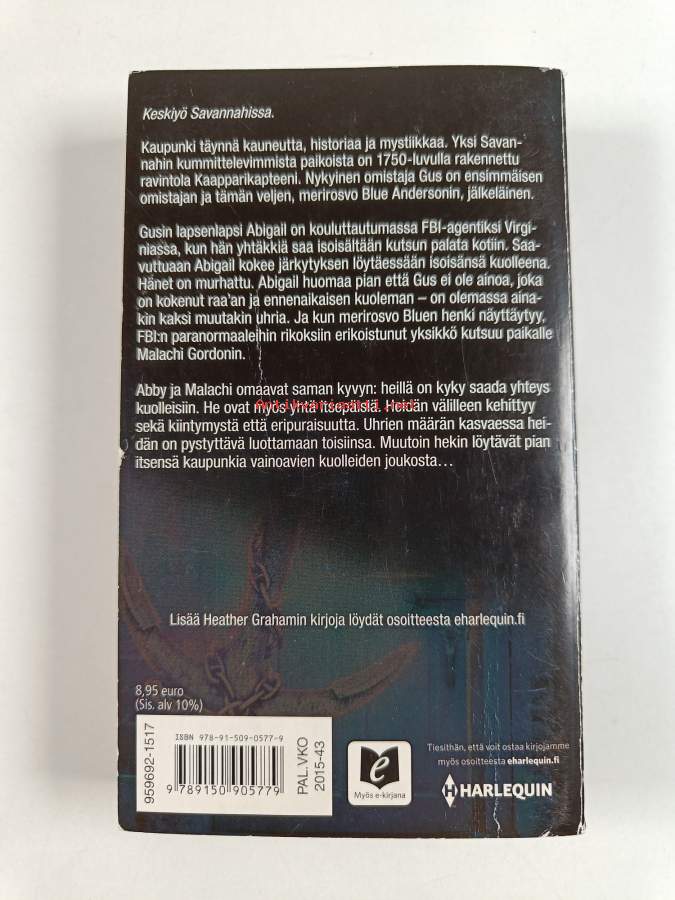 Keskiyö Savannahissa.
Kaupunki täynnä kauneutta, historiaa ja mystiikkaa. Yksi Savan-
nahin kummittelevimmista paikoista on 1750-luvulla rakennettu
ravintola Kaapparikapteeni. Nykyinen omistaja Gus on ensimmäisen
omistajan ja tämän veljen, merirosvo Blue Andersonin, jälkeläinen.
Gusin lapsenlapsi Abigail on kouluttautumassa FBI-agentiksi Virgi-
niassa, kun hän yhtäkkiä saa isoisältään kutsun palata kotiin. Saa-
vuttuaan Abigail kokee järkytyksen löytäessään isoisänsä kuolleena.
Hänet on murhattu. Abigail huomaa pian että Gus ei ole ainoa, joka
on kokenut raa'an ja ennenaikaisen kuoleman – on olemassa aina-
kin kaksi muutakin uhria. Ja kun merirosvo Bluen henki näyttäytyy,
FBI:n paranormaaleihin rikoksiin erikoistunut yksikkö kutsuu paikalle
Malachi Gordonin.
Abby ja Malachi omaavat saman kyvyn: heillä on kyky saada yhteys
kuolleisiin. He ovat myös yhtä itsepäisiä. Heidän välilleen kehittyy
sekä kiintymystä että eripuraisuutta. Uhrien määrän kasvaessa hei-
dän on pystyttävä luottamaan toisiinsa. Muutoin hekin löytävät pian
itsensä kaupunkia vainoavien kuolleiden joukosta…
Lisää Heather Grahamin kirjoja löydät osoitteesta eharlequin.fi
8,95 euro
(Sis. alv 10%)
959692-1517
ISBN 978-91-509-0577-9
9 789150 905779
PAL.VKO
2015-43
e
Myös e-kirjana
Tiesithän, että voit ostaa kirjojamme
myös osoitteesta eharlequin.fi
HARLEQUIN